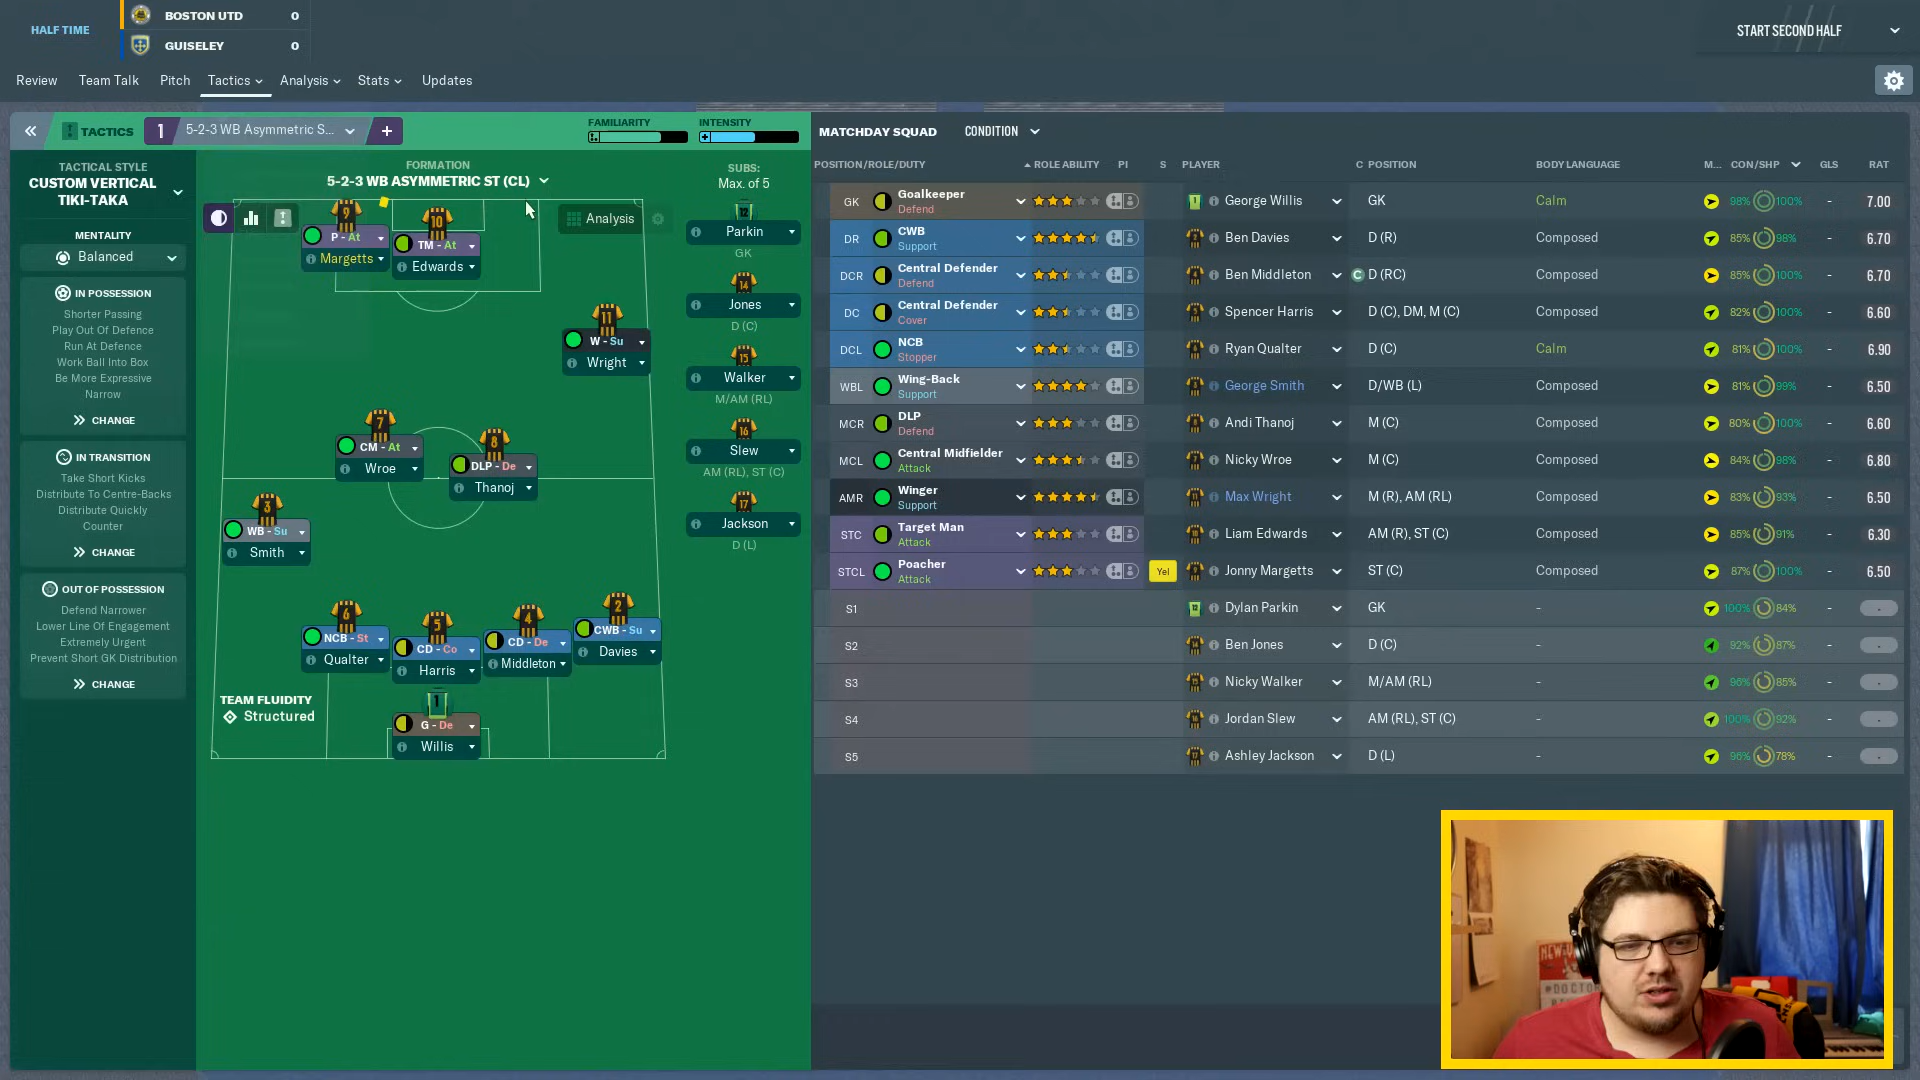 HALF TIME
BOSTON UTD 0
GUISELEY 0
START SECOND HALF
Review Team Talk Pitch Tactics Analysis Stats Updates
TACTICS 1 5-2-3 WB Asymmetric S... +
FAMILIARITY INTENSITY
TACTICAL STYLE
CUSTOM VERTICAL
TIKI-TAKA
MENTALITY
Balanced
IN POSSESSION
Shorter Passing
Play Out Of Defence
Run At Defence
Work Ball Into Box
Be More Expressive
Narrow
CHANGE
IN TRANSITION
Take Short Kicks
Distribute To Centre-Backs
Distribute Quickly
Counter
CHANGE
OUT OF POSSESSION
Defend Narrower
Lower Line Of Engagement
Extremely Urgent
Prevent Short GK Distribution
CHANGE
FORMATION
5-2-3 WB ASYMMETRIC ST (CL)
Analysis
9
P - At
Margetts
10
TM - At
Edwards
11
W - Su
Wright
7
CM - At
Wroe
8
DLP - De
Thanoj
3
WB - Su
Smith
6
NCB - St
Qualter
5
CD - Co
Harris
4
CD - De
Middleton
2
CWB - Su
Davies
1
G - De
Willis
TEAM FLUIDITY
Structured
SUBS:
Max. of 5
12
Parkin
GK
14
Jones
D (C)
15
Walker
M/AM (RL)
16
Slew
AM (RL), ST (C)
17
Jackson
D (L)
MATCHDAY SQUAD CONDITION
POSITION/ROLE/DUTY ROLE ABILITY PI S PLAYER C POSITION BODY LANGUAGE M... CON/SHP GLS RAT
GK Goalkeeper Defend George Willis GK Calm 98% 100% - 7.00
DR CWB Support Ben Davies D (R) Composed 85% 98% - 6.70
DCR Central Defender Defend Ben Middleton C D (RC) Composed 85% 100% - 6.70
DC Central Defender Cover Spencer Harris D (C), DM, M (C) Composed 82% 100% - 6.60
DCL NCB Stopper Ryan Qualter D (C) Calm 81% 100% - 6.90
WBL Wing-Back Support George Smith D/WB (L) Composed 81% 99% - 6.50
MCR DLP Defend Andi Thanoj M (C) Composed 80% 100% - 6.60
MCL Central Midfielder Attack Nicky Wroe M (C) Composed 84% 98% - 6.80
AMR Winger Support Max Wright M (R), AM (RL) Composed 83% 93% - 6.50
STC Target Man Attack Liam Edwards AM (R), ST (C) Composed 85% 91% - 6.30
STCL Poacher Attack Yel Jonny Margetts ST (C) Composed 87% 100% - 6.50
S1 Dylan Parkin GK - 100% 84% - -
S2 Ben Jones D (C) - 92% 87% - -
S3 Nicky Walker M/AM (RL) - 96% 85% - -
S4 Jordan Slew AM (RL), ST (C) - 100% 92% - -
S5 Ashley Jackson D (L) - 96% 78% - -